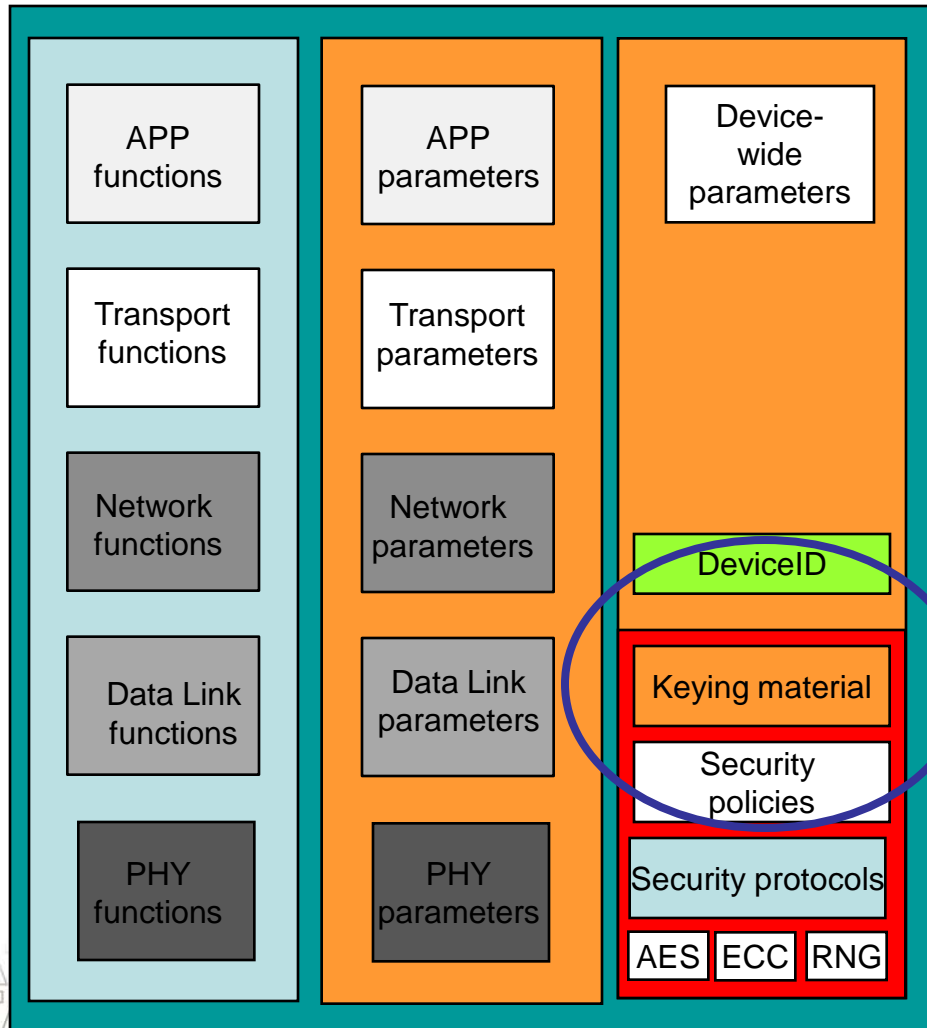 APP
functions
Transport
functions
Network
functions
Data Link
functions
PHY
functions
APP
parameters
Transport
parameters
Network
parameters
Data Link
parameters
PHY
parameters
Device-
wide
parameters
DeviceID
Keying material
Security
policies
Security protocols
AES
ECC
RNG